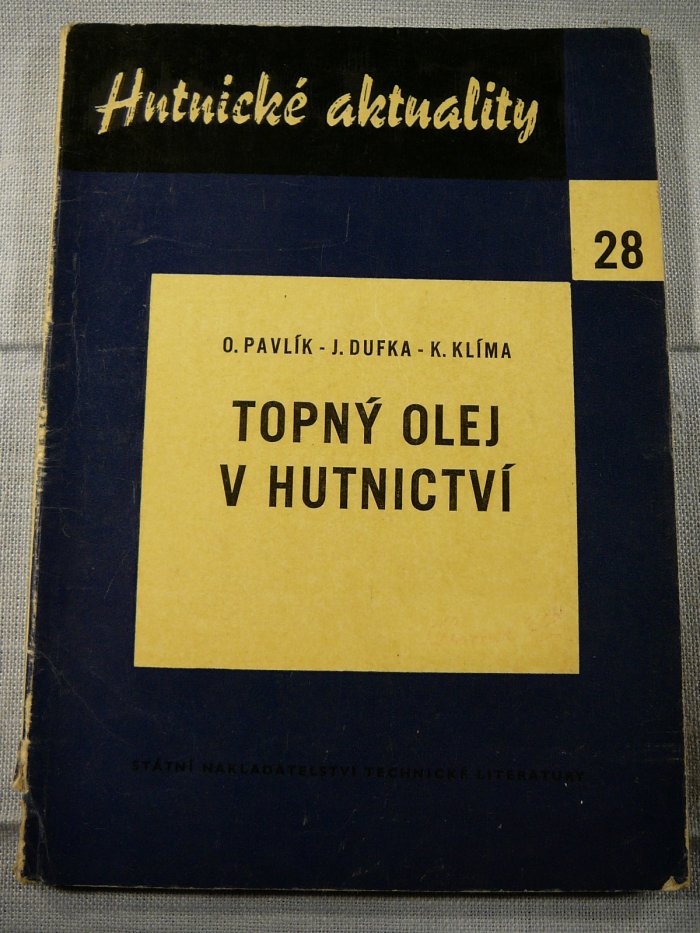 Hutnické aktuality
28
O. PAVLÍK - J. DUFKA - K. KLÍMA
TOPNÝ OLEJ
V HUTNICTVÍ
STÁTNÍ NAKLADATELSTVÍ TECHNICKÉ LITERATURY